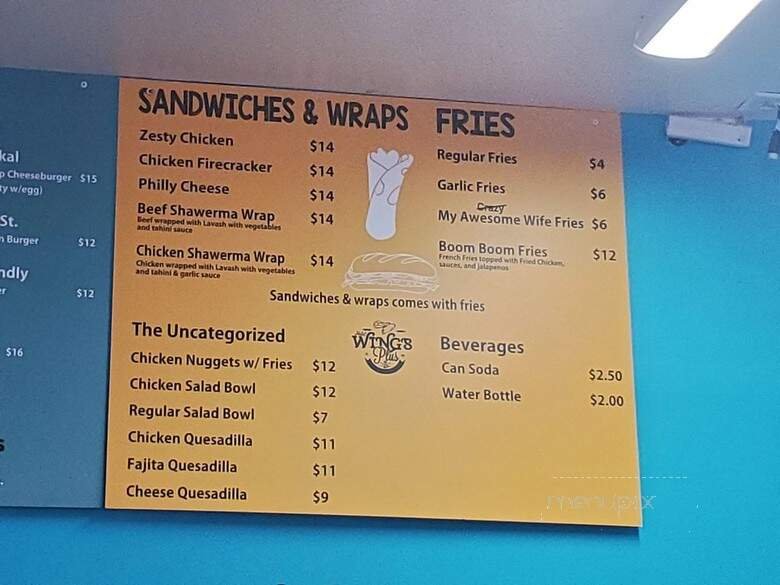 kal
p Cheeseburger $15
ty w/egg)
St.
n Burger $12
ndly
er $12
$16
s
SANDWICHES & WRAPS
Zesty Chicken $14
Chicken Firecracker $14
Philly Cheese $14
Beef Shawerma Wrap $14
Beef wrapped with Lavash with vegetables
and tahini sauce
Chicken Shawerma Wrap $14
Chicken wrapped with Lavash with vegetables
and tahini & garlic sauce
FRIES
Regular Fries $4
Garlic Fries $6
Crazy
My Awesome Wife Fries $6
Boom Boom Fries $12
French Fries topped with Fried Chicken,
sauces, and jalapenos
Sandwiches & wraps comes with fries
The Uncategorized
Chicken Nuggets w/ Fries $12
Chicken Salad Bowl $12
Regular Salad Bowl $7
Chicken Quesadilla $11
Fajita Quesadilla $11
Cheese Quesadilla $9
WING'S
Plus
Beverages
Can Soda $2.50
Water Bottle $2.00
menupix